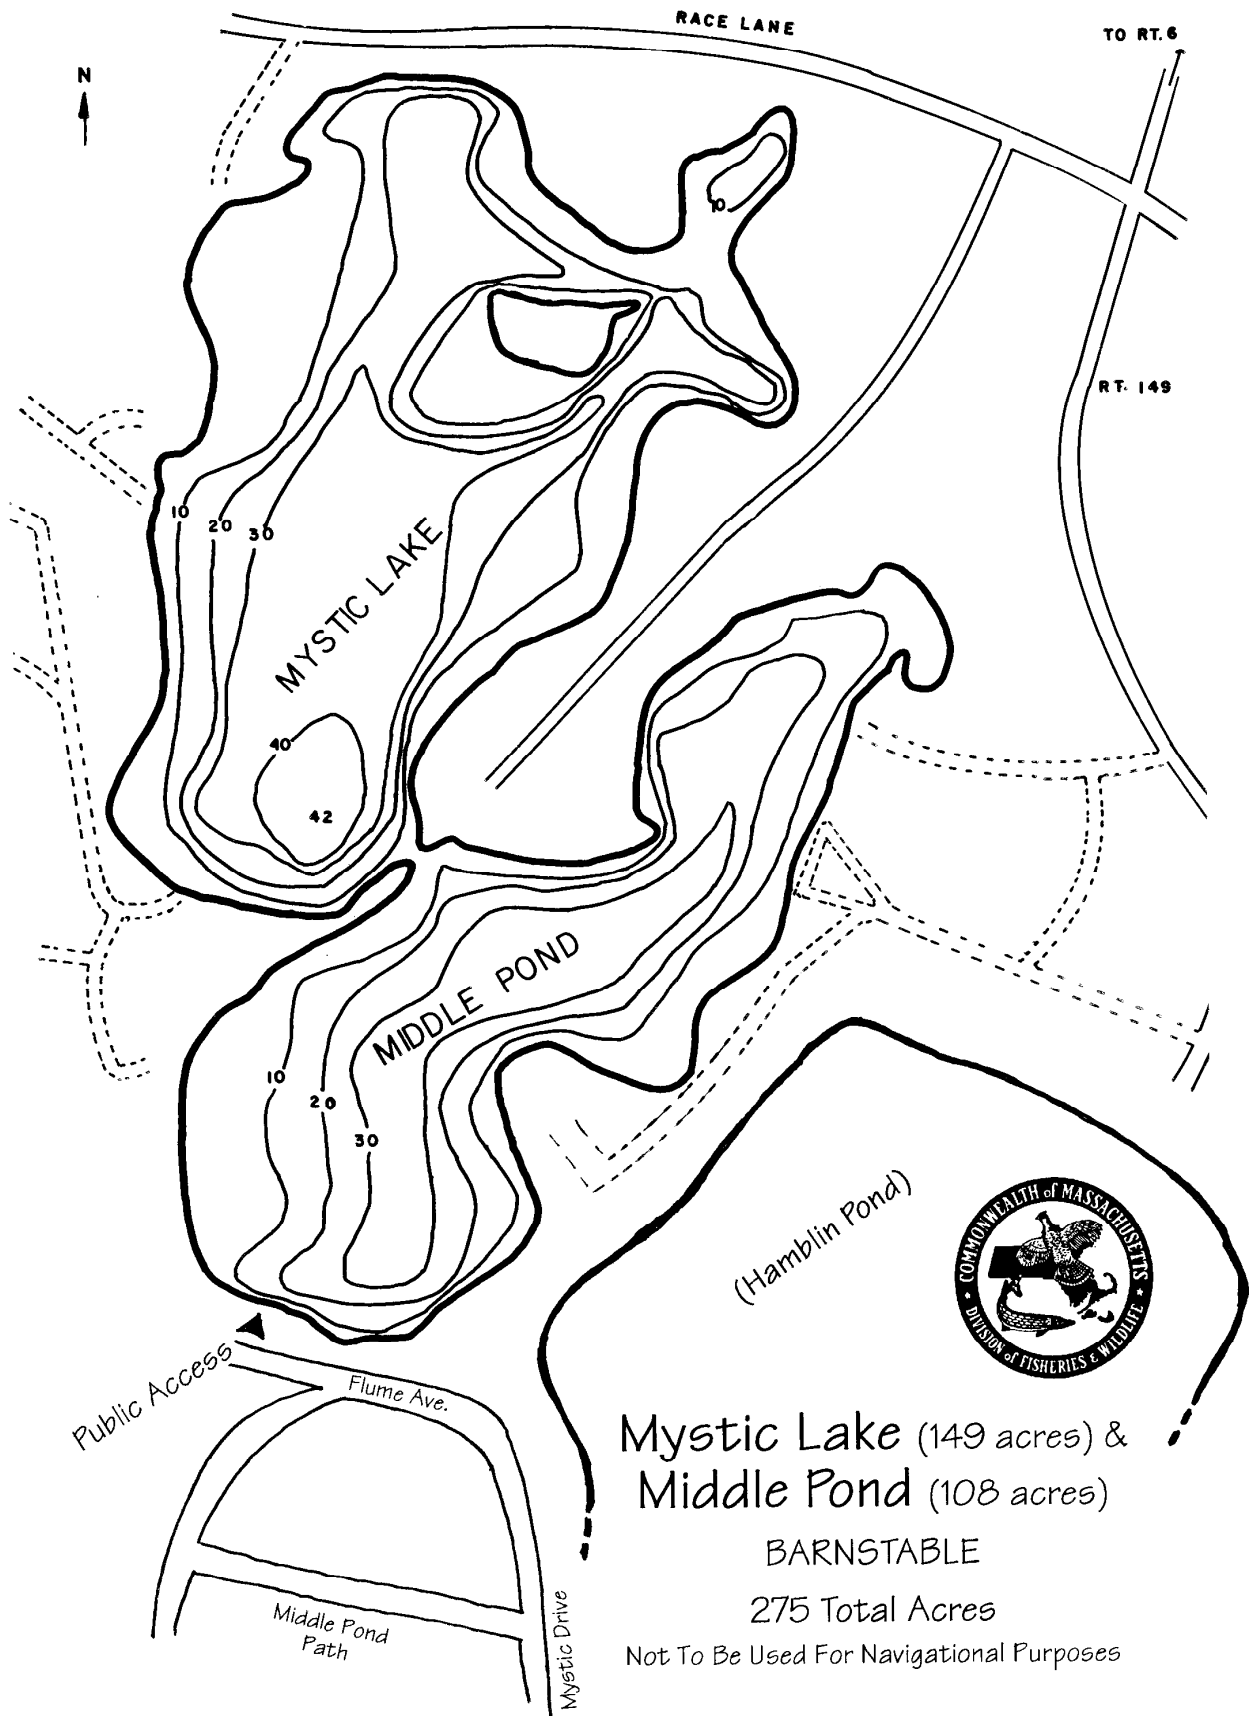 RACE LANE
TO RT. 6
N
10
RT. 149
10
20
30
MYSTIC LAKE
40
42
MIDDLE POND
10
20
30
(Hamblin Pond)
COMMONWEALTH of MASSACHUSETTS
DIVISION of FISHERIES & WILDLIFE
Public Access
Flume Ave.
Mystic Lake (149 acres) &
Middle Pond (108 acres)
BARNSTABLE
275 Total Acres
Not To Be Used For Navigational Purposes
Middle Pond
Path
Mystic Drive